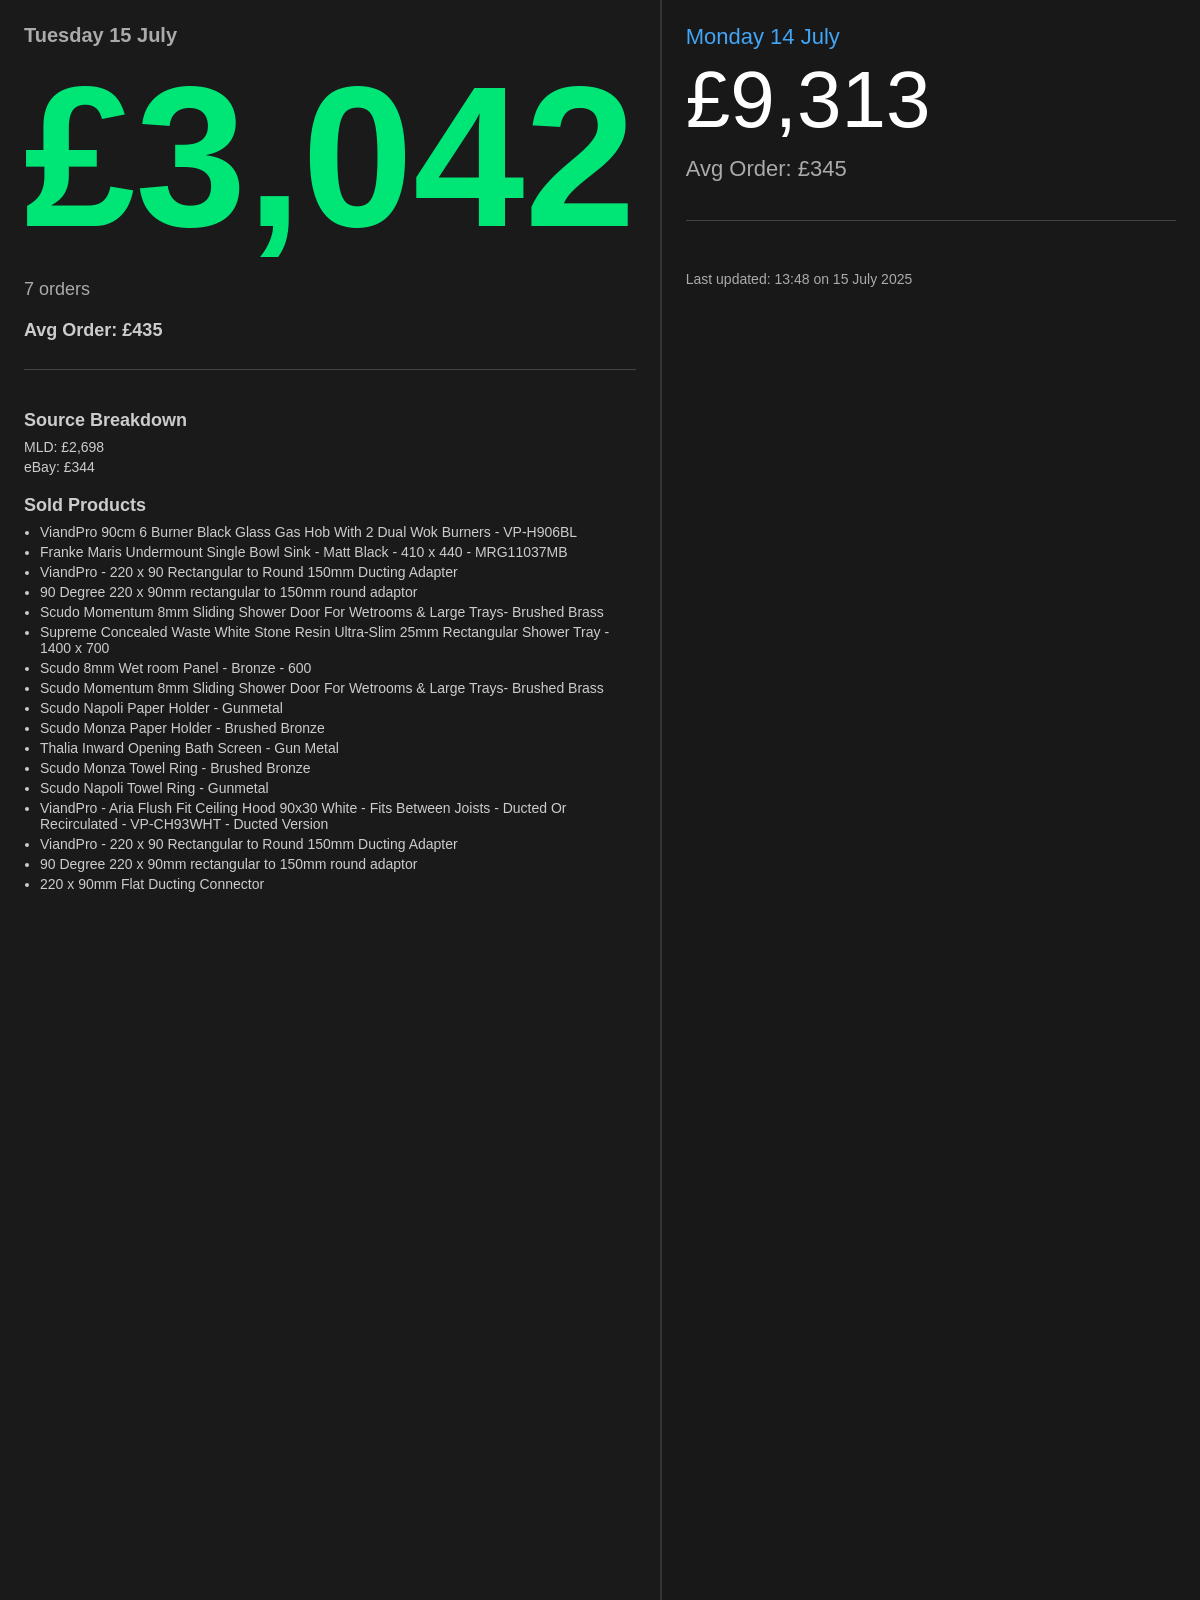 Tuesday 15 July
£3,042
7 orders
Avg Order: £435
Source Breakdown
MLD: £2,698
eBay: £344
Sold Products
• ViandPro 90cm 6 Burner Black Glass Gas Hob With 2 Dual Wok Burners - VP-H906BL
• Franke Maris Undermount Single Bowl Sink - Matt Black - 410 x 440 - MRG11037MB
• ViandPro - 220 x 90 Rectangular to Round 150mm Ducting Adapter
• 90 Degree 220 x 90mm rectangular to 150mm round adaptor
• Scudo Momentum 8mm Sliding Shower Door For Wetrooms & Large Trays- Brushed Brass
• Supreme Concealed Waste White Stone Resin Ultra-Slim 25mm Rectangular Shower Tray -
1400 x 700
• Scudo 8mm Wet room Panel - Bronze - 600
• Scudo Momentum 8mm Sliding Shower Door For Wetrooms & Large Trays- Brushed Brass
• Scudo Napoli Paper Holder - Gunmetal
• Scudo Monza Paper Holder - Brushed Bronze
• Thalia Inward Opening Bath Screen - Gun Metal
• Scudo Monza Towel Ring - Brushed Bronze
• Scudo Napoli Towel Ring - Gunmetal
• ViandPro - Aria Flush Fit Ceiling Hood 90x30 White - Fits Between Joists - Ducted Or
Recirculated - VP-CH93WHT - Ducted Version
• ViandPro - 220 x 90 Rectangular to Round 150mm Ducting Adapter
• 90 Degree 220 x 90mm rectangular to 150mm round adaptor
• 220 x 90mm Flat Ducting Connector
Monday 14 July
£9,313
Avg Order: £345
Last updated: 13:48 on 15 July 2025